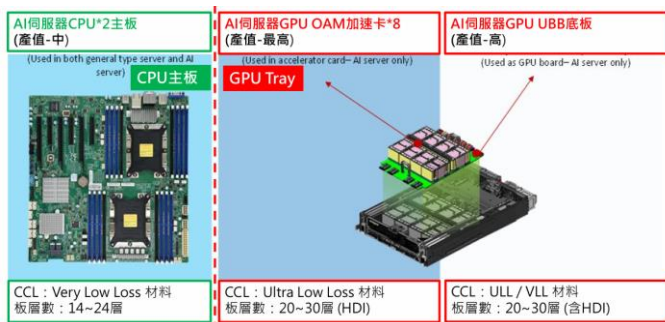 AI伺服器CPU*2主板
(產值-中)
(Used in both general type server and AI
server)
CPU主板
CCL：Very Low Loss 材料
板層數：14~24層
AI伺服器GPU OAM加速卡*8
(產值-最高)
(Used in accelerator card– AI server only)
GPU Tray
CCL：Ultra Low Loss 材料
板層數：20~30層 (HDI)
AI伺服器GPU UBB底板
(產值-高)
(Used as GPU board– AI server only)
CCL：ULL / VLL 材料
板層數：20~30層 (含HDI)